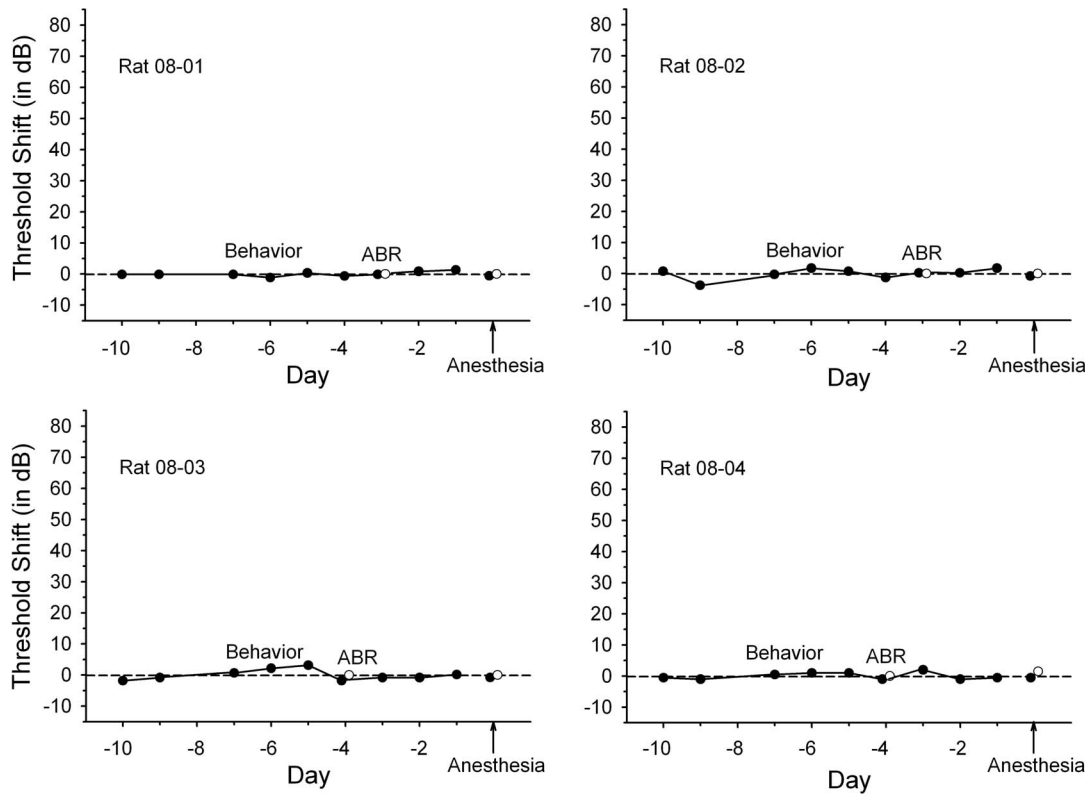 Threshold Shift (in dB)
80
70
60
50
40
30
20
10
0
-10
Rat 08-01
Behavior
ABR
-10
-8
-6
-4
-2
Day
Anesthesia
80
70
60
50
40
30
20
10
0
-10
Rat 08-02
Behavior
ABR
-10
-8
-6
-4
-2
Day
Anesthesia
Threshold Shift (in dB)
80
70
60
50
40
30
20
10
0
-10
Rat 08-03
Behavior
ABR
-10
-8
-6
-4
-2
Day
Anesthesia
80
70
60
50
40
30
20
10
0
-10
Rat 08-04
Behavior
ABR
-10
-8
-6
-4
-2
Day
Anesthesia